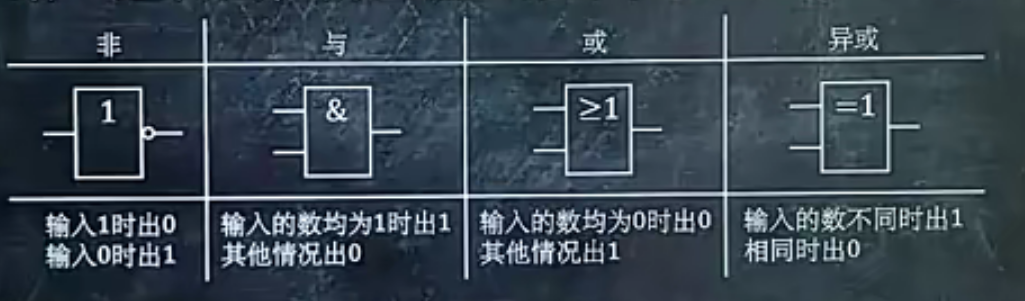 非 与 或 异或
1 & ≥1 =1
输入1时出0 输入的数均为1时出1 输入的数均为0时出0 输入的数不同时出1
输入0时出1 其他情况出0 其他情况出1 相同时出0